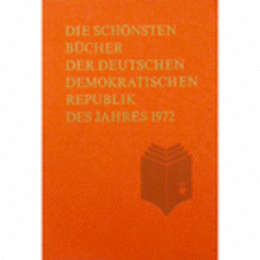 DIE SCHÖNSTEN
BÜCHER
DER DEUTSCHEN
DEMOKRATISCHEN
REPUBLIK
DES JAHRES 1972